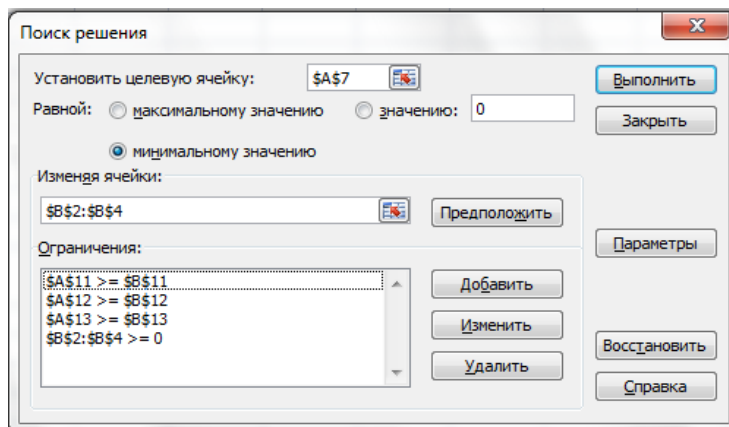 Поиск решения
Установить целевую ячейку: $A$7
Выполнить
Равной: максимальному значению значению: 0
Закрыть
минимальному значению
Изменяя ячейки:
$B$2:$B$4 Предположить
Параметры
Ограничения:
$A$11 >= $B$11
$A$12 >= $B$12
$A$13 >= $B$13
$B$2:$B$4 >= 0
Добавить
Изменить
Удалить
Восстановить
Справка